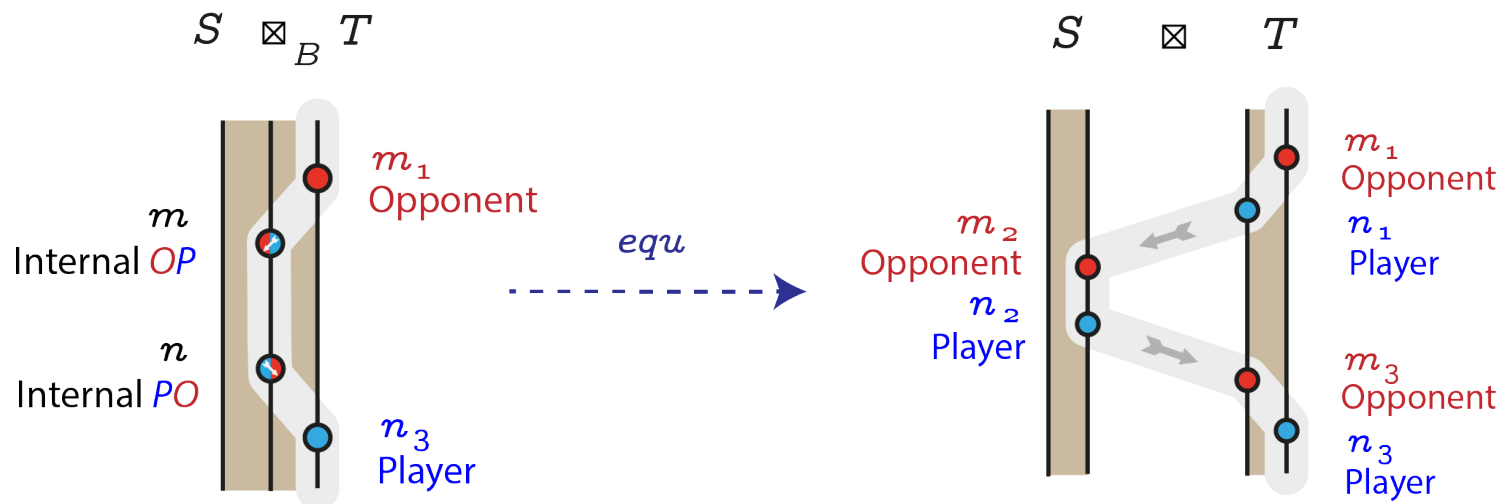 S ⊠_B T
m₁
Opponent
m
Internal OP
n
Internal PO
n₃
Player
equ
S ⊠ T
m₁
Opponent
n₁
Player
m₂
Opponent
n₂
Player
m₃
Opponent
n₃
Player